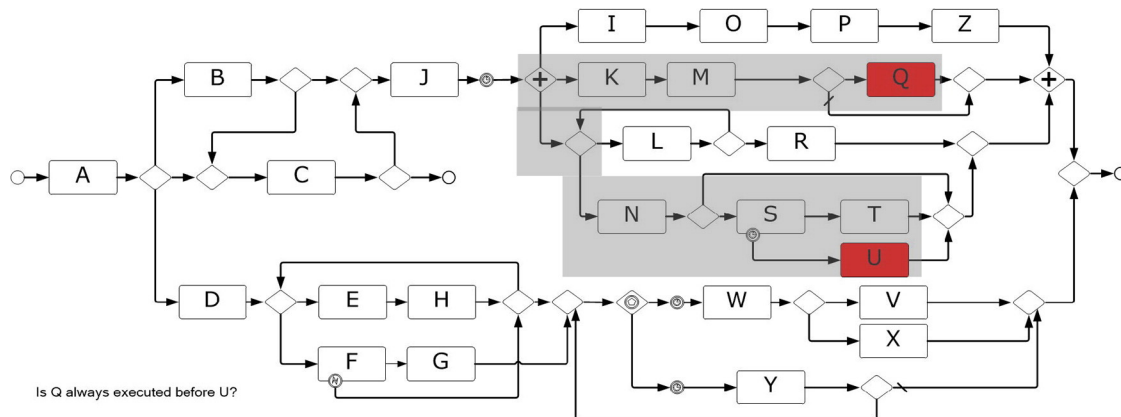 I O P Z
B J K M Q
A C L R
N S T
U
D E H W V
X
F G Y
Is Q always executed before U?